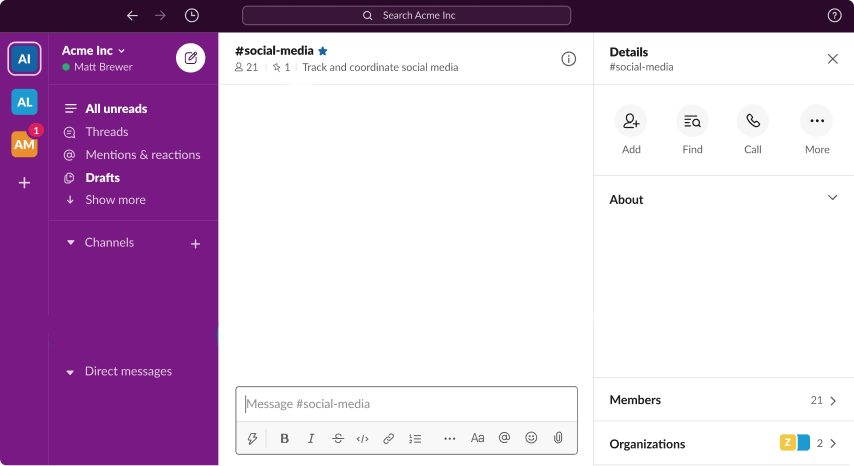 Search Acme Inc
AI
AL
AM
1
Acme Inc
Matt Brewer
All unreads
Threads
Mentions & reactions
Drafts
Show more
Channels
Direct messages
#social-media
21
1
Track and coordinate social media
Message #social-media
B I S </>
Aa @
Details
#social-media
Add
Find
Call
More
About
Members
21
Organizations
Z
2